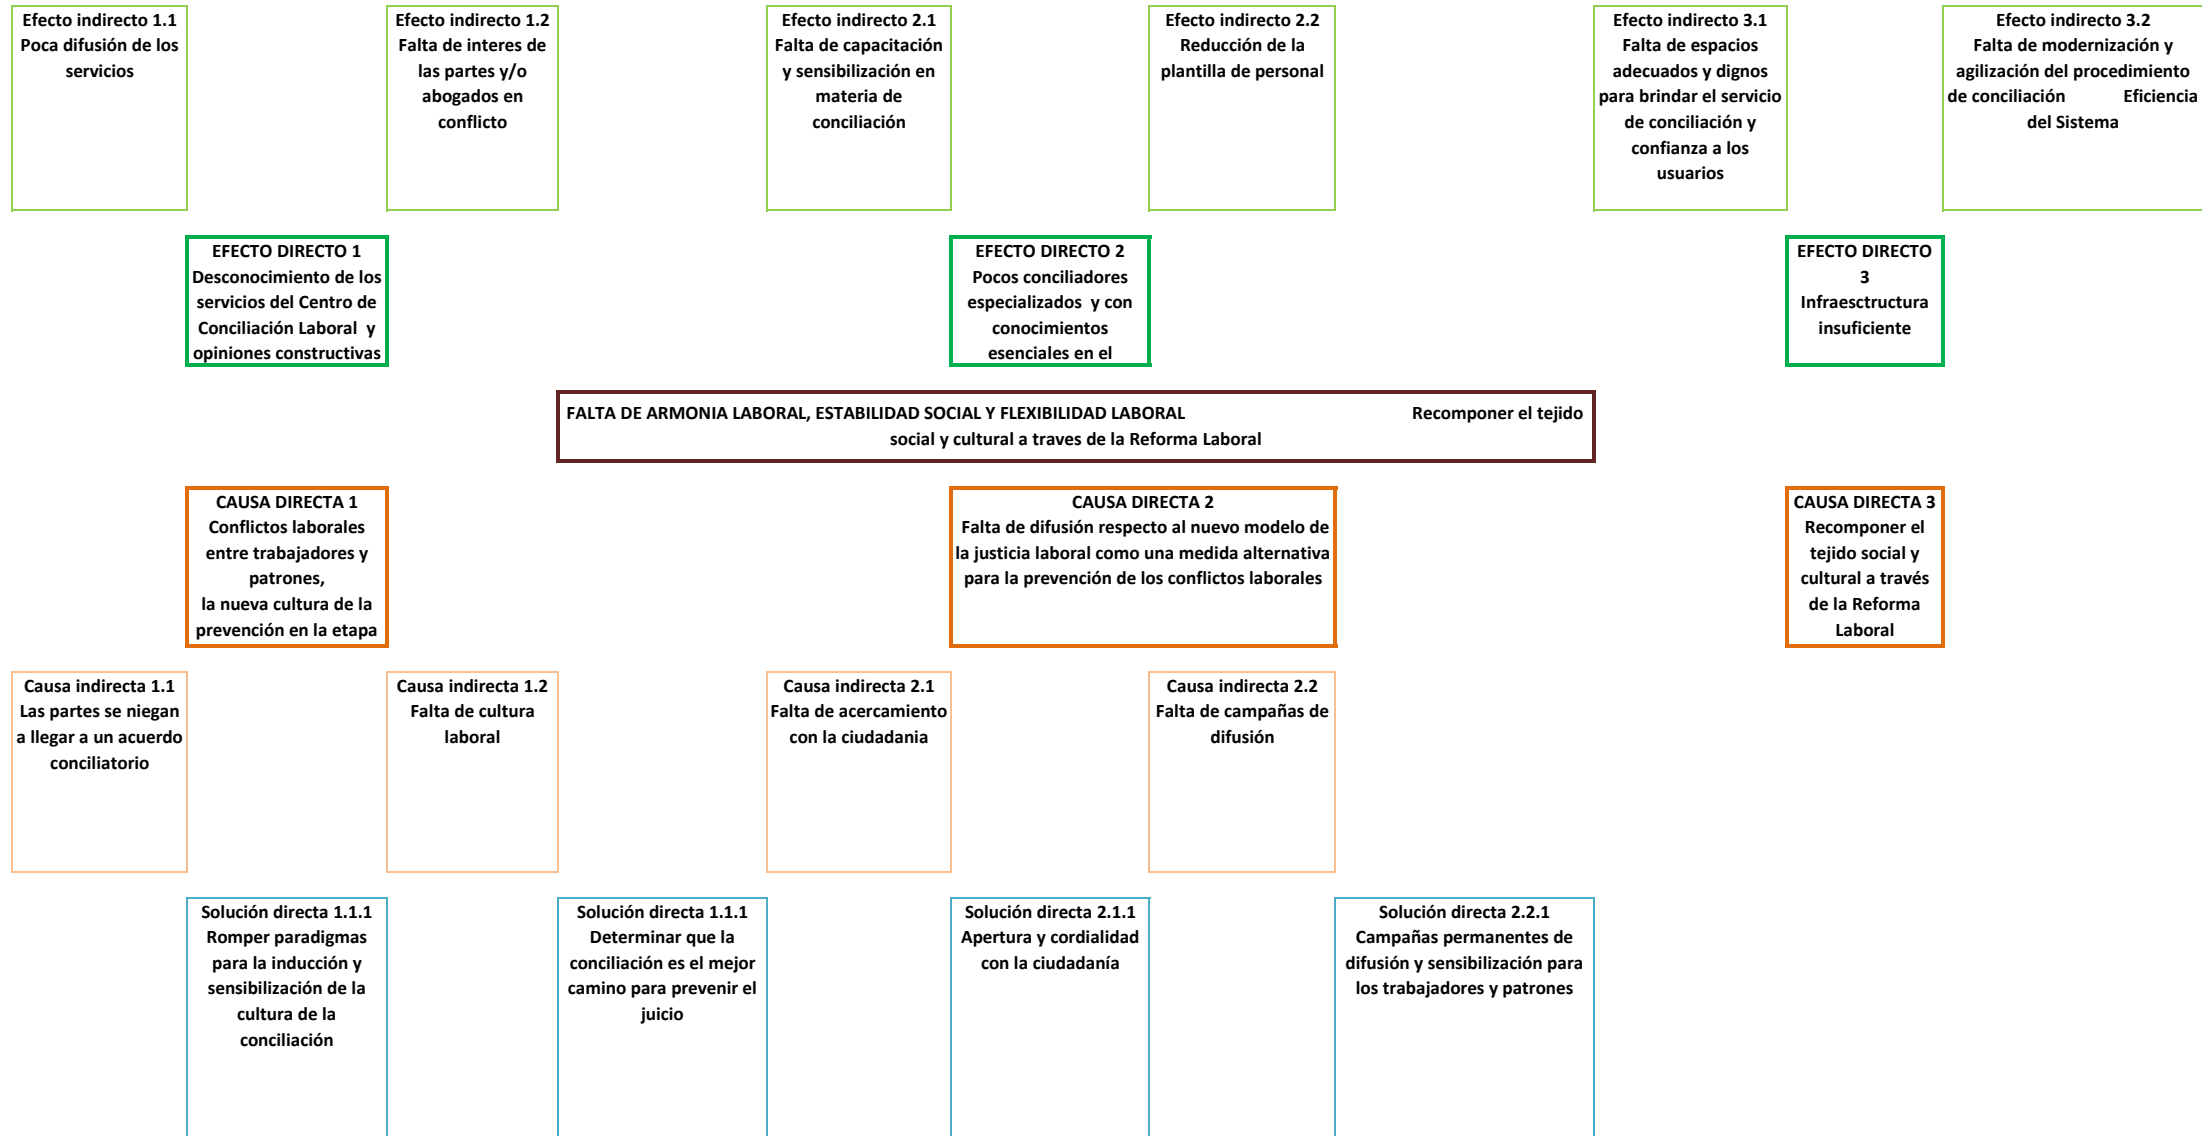 Efecto indirecto 1.1
Poca difusión de los
servicios
Efecto indirecto 1.2
Falta de interes de
las partes y/o
abogados en
conflicto
Efecto indirecto 2.1
Falta de capacitación
y sensibilización en
materia de
conciliación
Efecto indirecto 2.2
Reducción de la
plantilla de personal
Efecto indirecto 3.1
Falta de espacios
adecuados y dignos
para brindar el servicio
de conciliación y
confianza a los
usuarios
Efecto indirecto 3.2
Falta de modernización y
agilización del procedimiento
de conciliación Eficiencia
del Sistema
EFECTO DIRECTO 1
Desconocimiento de los
servicios del Centro de
Conciliación Laboral y
opiniones constructivas
EFECTO DIRECTO 2
Pocos conciliadores
especializados y con
conocimientos
esenciales en el
EFECTO DIRECTO
3
Infraesctructura
insuficiente
FALTA DE ARMONIA LABORAL, ESTABILIDAD SOCIAL Y FLEXIBILIDAD LABORAL Recomponer el tejido
social y cultural a traves de la Reforma Laboral
CAUSA DIRECTA 1
Conflictos laborales
entre trabajadores y
patrones,
la nueva cultura de la
prevención en la etapa
CAUSA DIRECTA 2
Falta de difusión respecto al nuevo modelo de
la justicia laboral como una medida alternativa
para la prevención de los conflictos laborales
CAUSA DIRECTA 3
Recomponer el
tejido social y
cultural a través
de la Reforma
Laboral
Causa indirecta 1.1
Las partes se niegan
a llegar a un acuerdo
conciliatorio
Causa indirecta 1.2
Falta de cultura
laboral
Causa indirecta 2.1
Falta de acercamiento
con la ciudadania
Causa indirecta 2.2
Falta de campañas de
difusión
Solución directa 1.1.1
Romper paradigmas
para la inducción y
sensibilización de la
cultura de la
conciliación
Solución directa 1.1.1
Determinar que la
conciliación es el mejor
camino para prevenir el
juicio
Solución directa 2.1.1
Apertura y cordialidad
con la ciudadanía
Solución directa 2.2.1
Campañas permanentes de
difusión y sensibilización para
los trabajadores y patrones